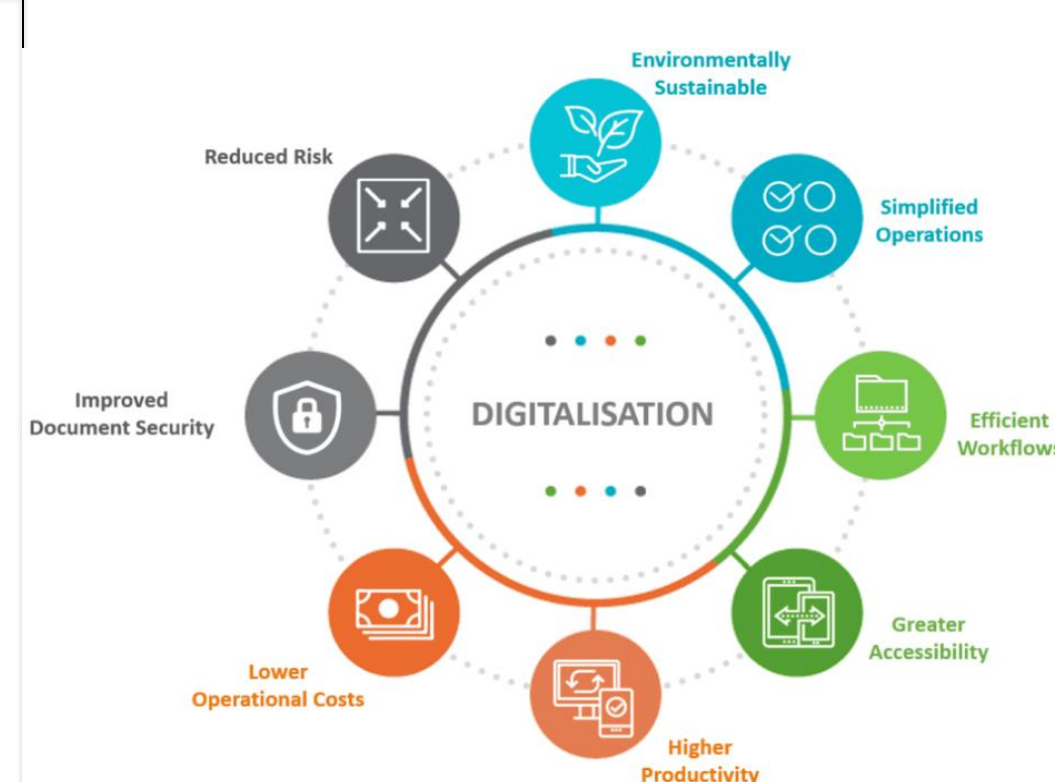 Environmentally
Sustainable
Reduced Risk
Simplified
Operations
Improved
Document Security
DIGITALISATION
Efficient
Workflows
Greater
Accessibility
Lower
Operational Costs
Higher
Productivity